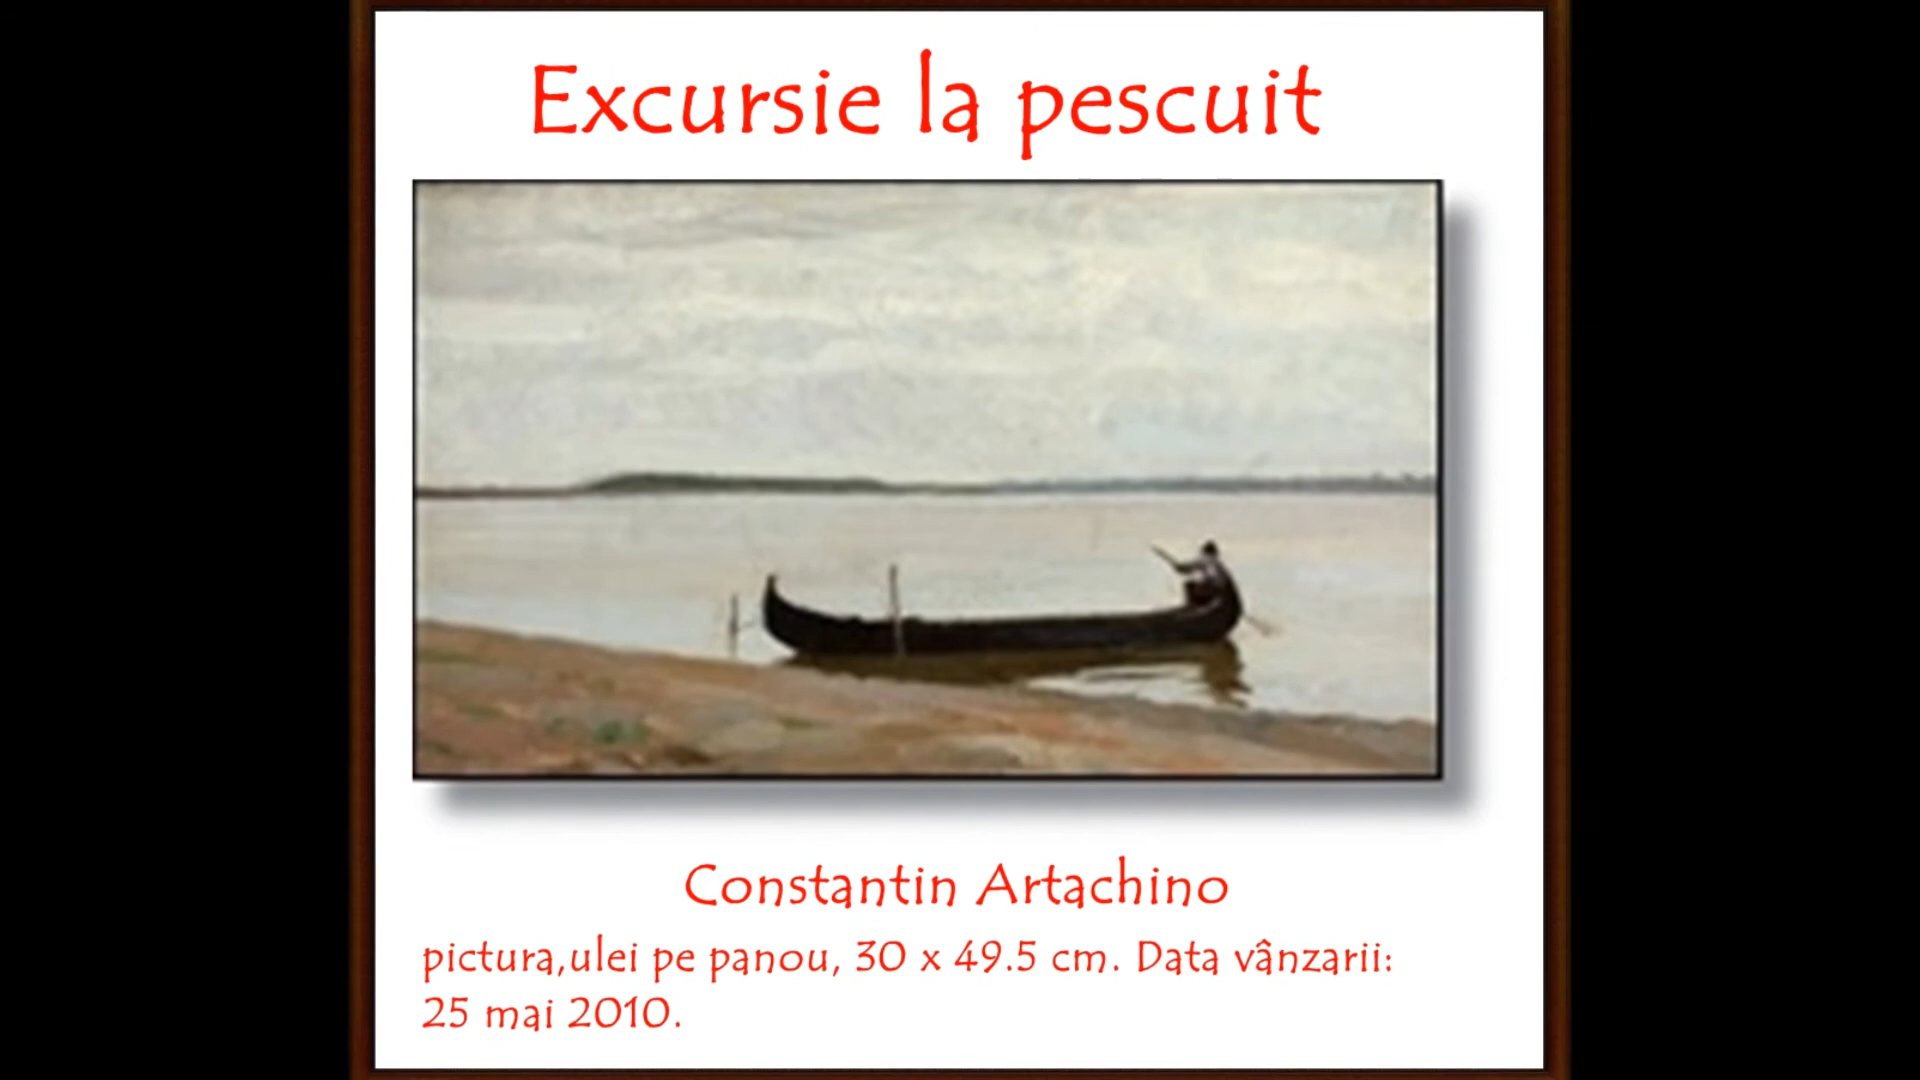 Excursie la pescuit
Constantin Artachino
pictura,ulei pe panou, 30 x 49.5 cm. Data vânzarii:
25 mai 2010.